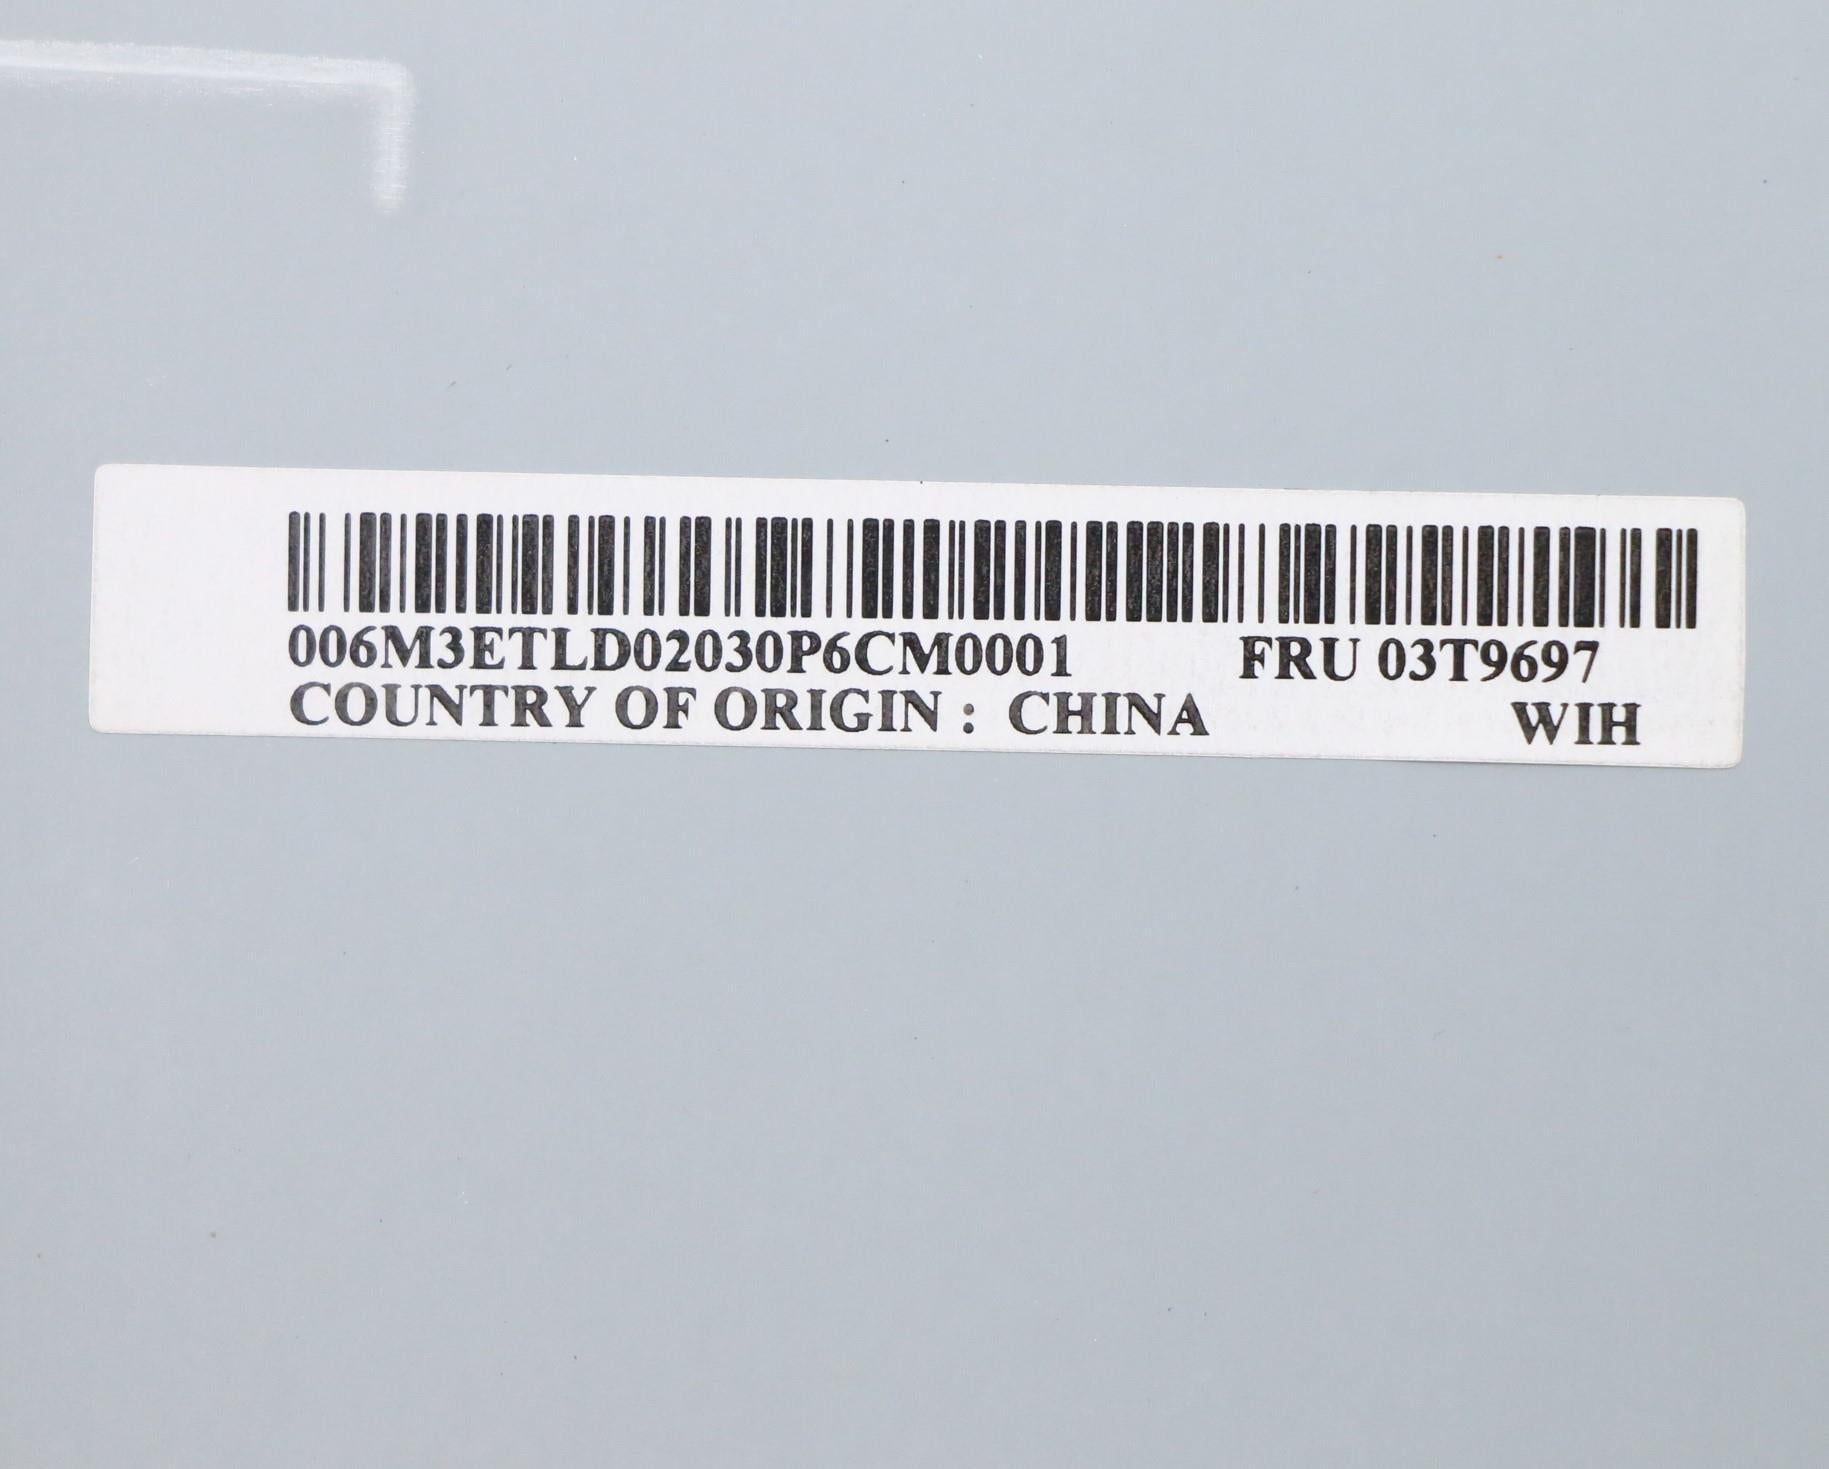 006M3ETLD02030P6CM0001 FRU 03T9697
COUNTRY OF ORIGIN : CHINA WIH